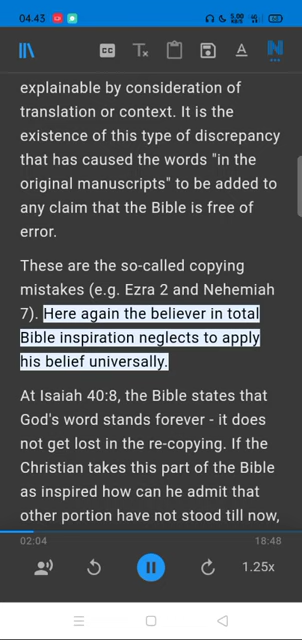 04.43
5,00
KB/S
4G
explainable by consideration of
translation or context. It is the
existence of this type of discrepancy
that has caused the words "in the
original manuscripts" to be added to
any claim that the Bible is free of
error.
These are the so-called copying
mistakes (e.g. Ezra 2 and Nehemiah
7). Here again the believer in total
Bible inspiration neglects to apply
his belief universally.
At Isaiah 40:8, the Bible states that
God's word stands forever - it does
not get lost in the re-copying. If the
Christian takes this part of the Bible
as inspired how can he admit that
other portion have not stood till now,
02:04 18:48
1.25x